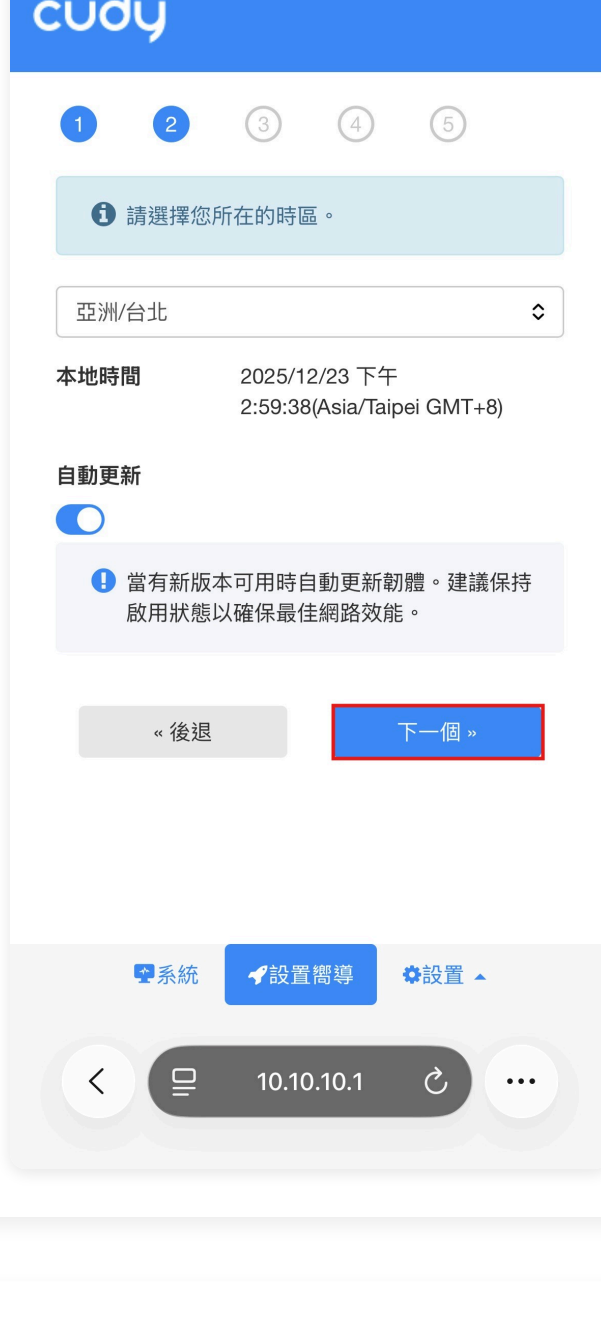 cudy
1 2 3 4 5
請選擇您所在的時區。
亞洲/台北
本地時間 2025/12/23 下午
2:59:38(Asia/Taipei GMT+8)
自動更新
當有新版本可用時自動更新韌體。建議保持
啟用狀態以確保最佳網路效能。
« 後退 下一個 »
系統 設置嚮導 設置
10.10.10.1